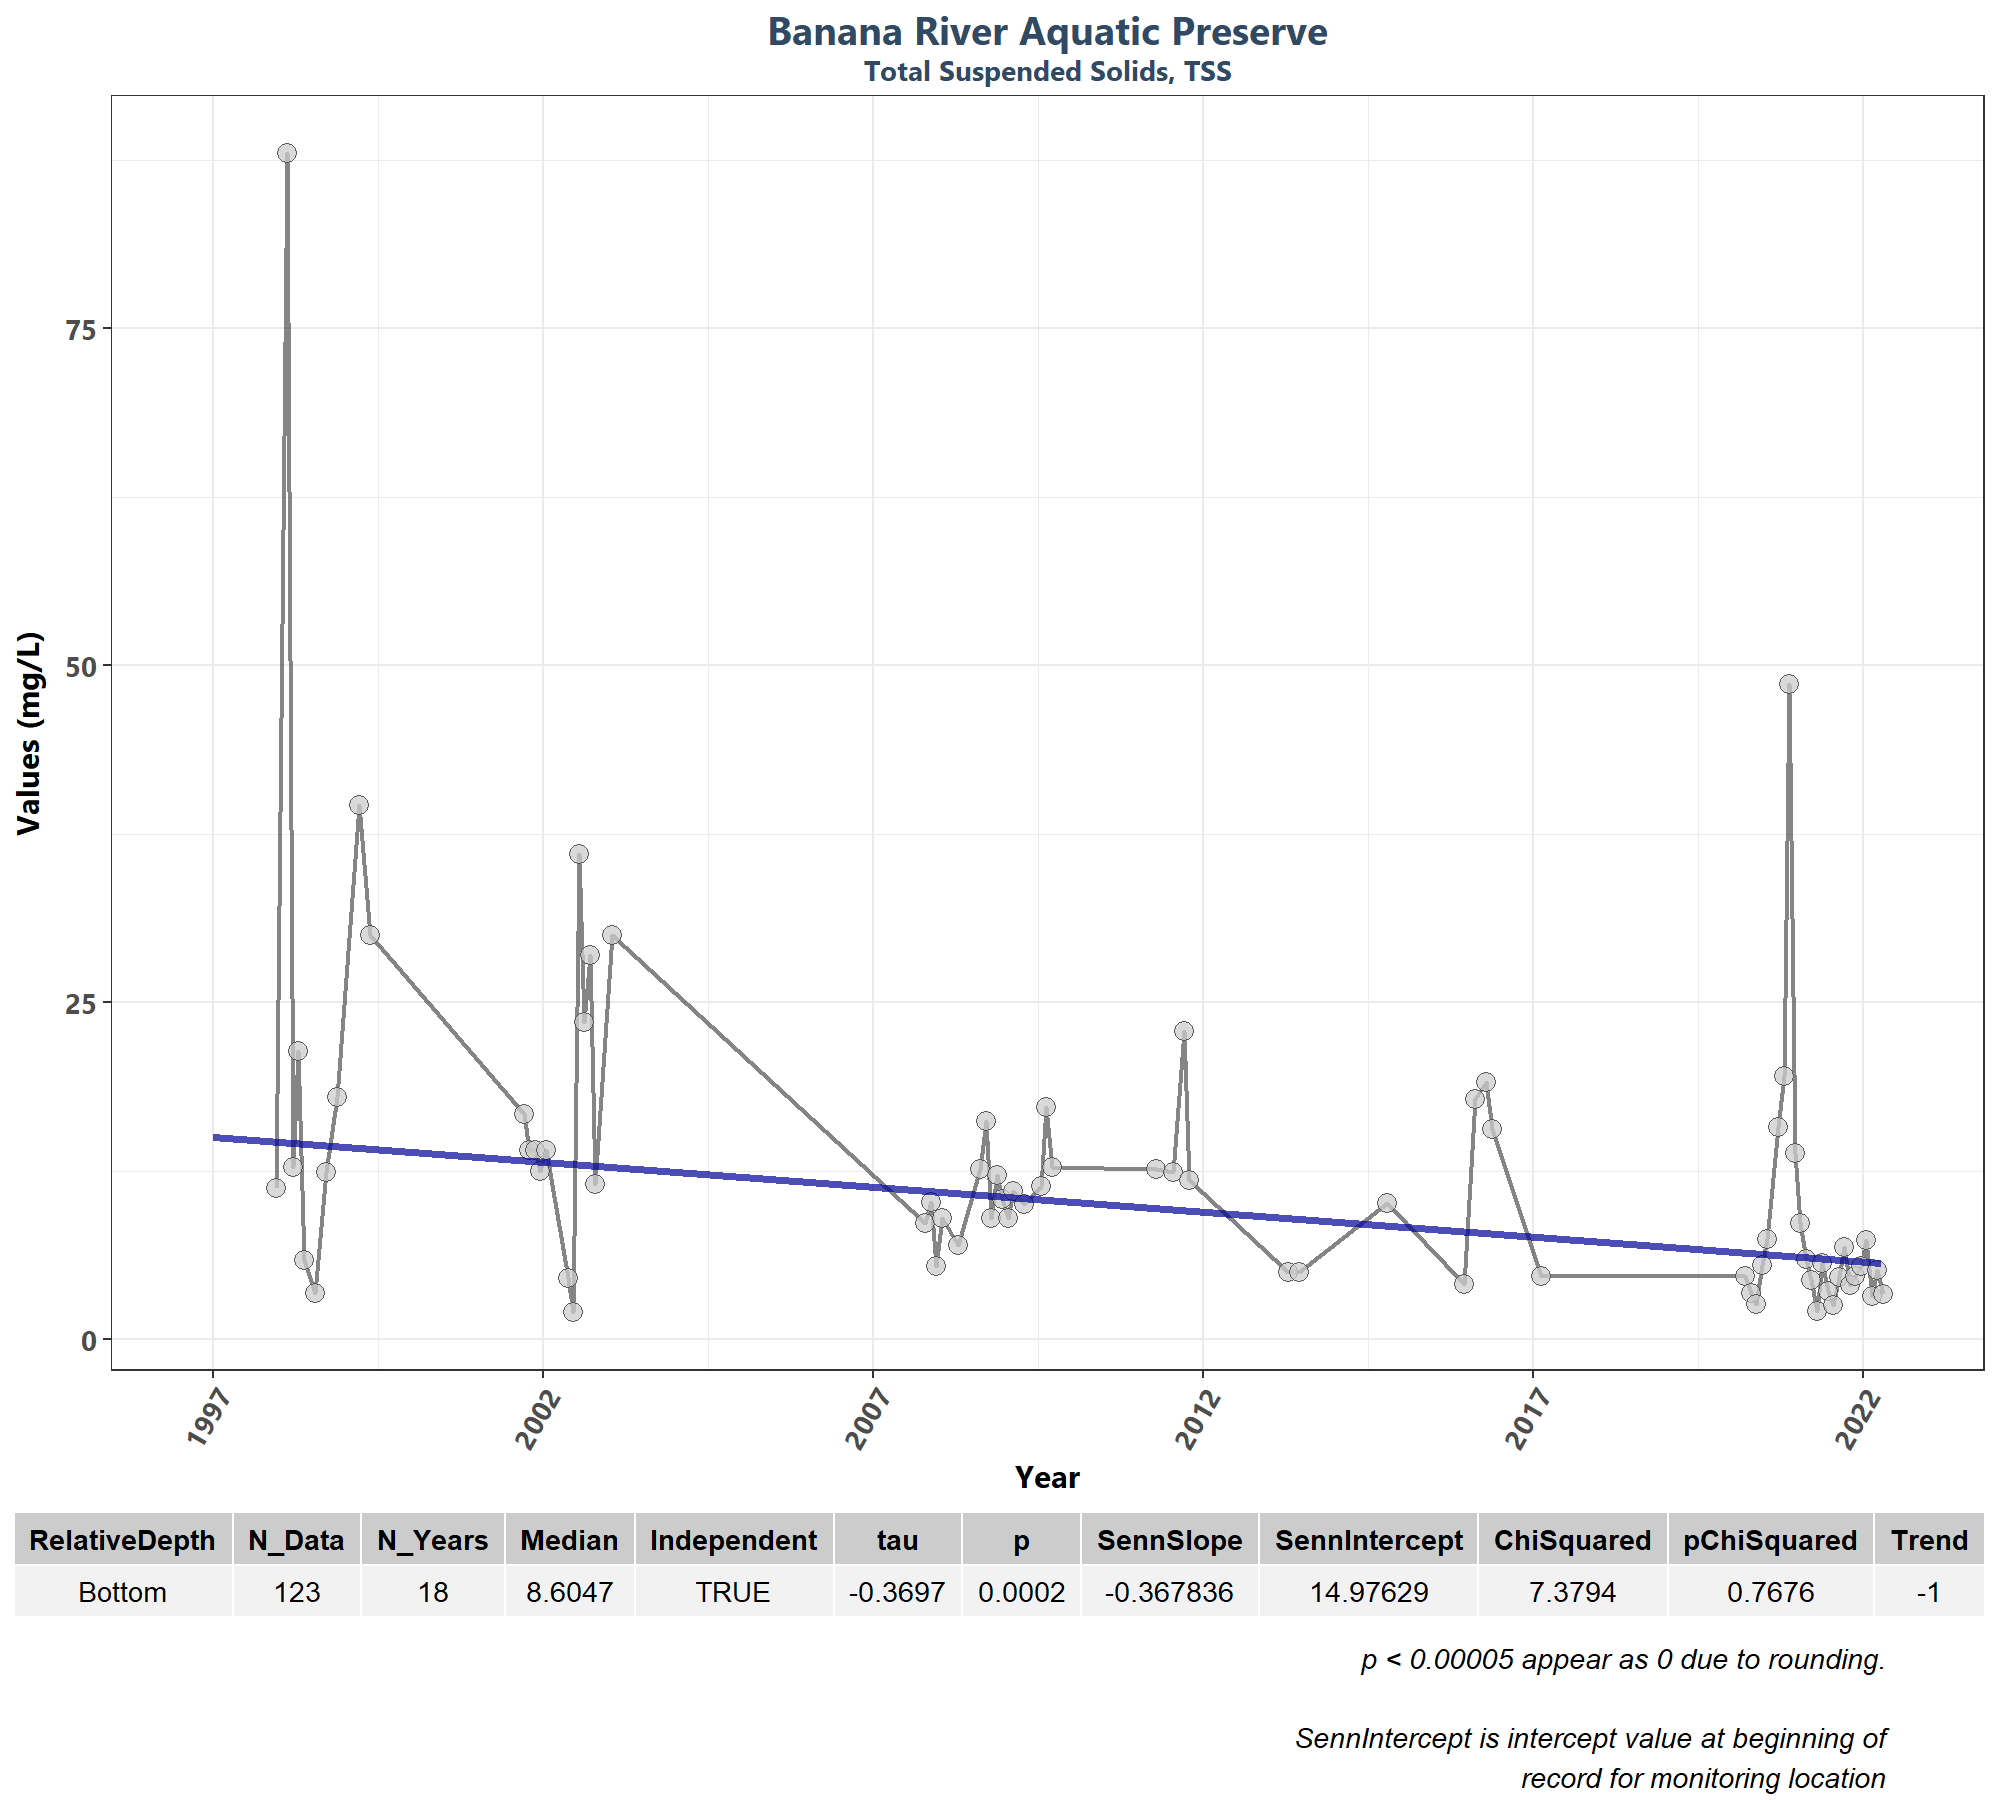 Banana River Aquatic Preserve
Total Suspended Solids, TSS
Values (mg/L)
75
50
25
0
1997 2002 2007 2012 2017 2022
Year
RelativeDepth N_Data N_Years Median Independent tau p SennSlope SennIntercept ChiSquared pChiSquared Trend
Bottom 123 18 8.6047 TRUE -0.3697 0.0002 -0.367836 14.97629 7.3794 0.7676 -1
p < 0.00005 appear as 0 due to rounding.
SennIntercept is intercept value at beginning of
record for monitoring location